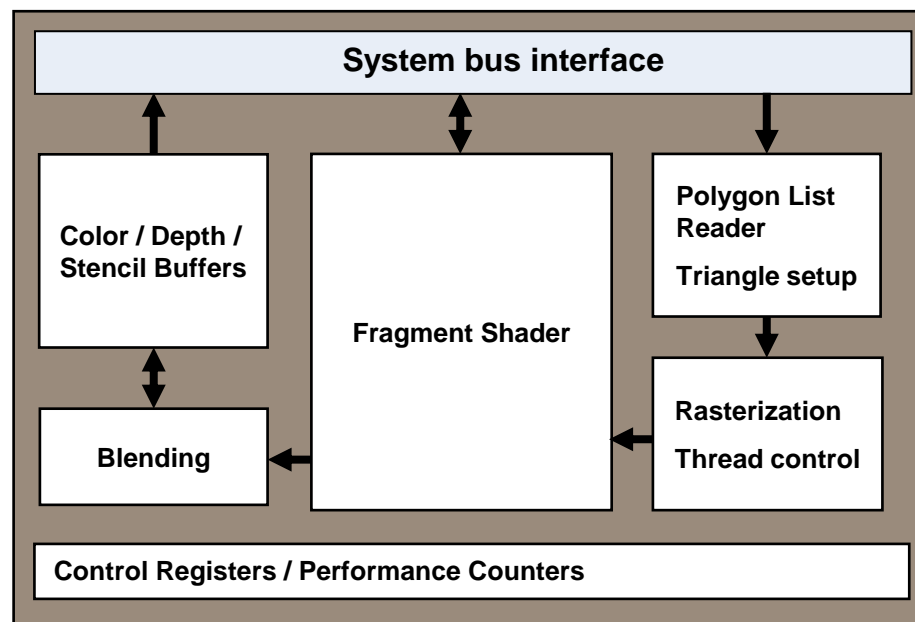 System bus interface
Color / Depth /
Stencil Buffers
Fragment Shader
Polygon List
Reader
Triangle setup
Rasterization
Thread control
Blending
Control Registers / Performance Counters